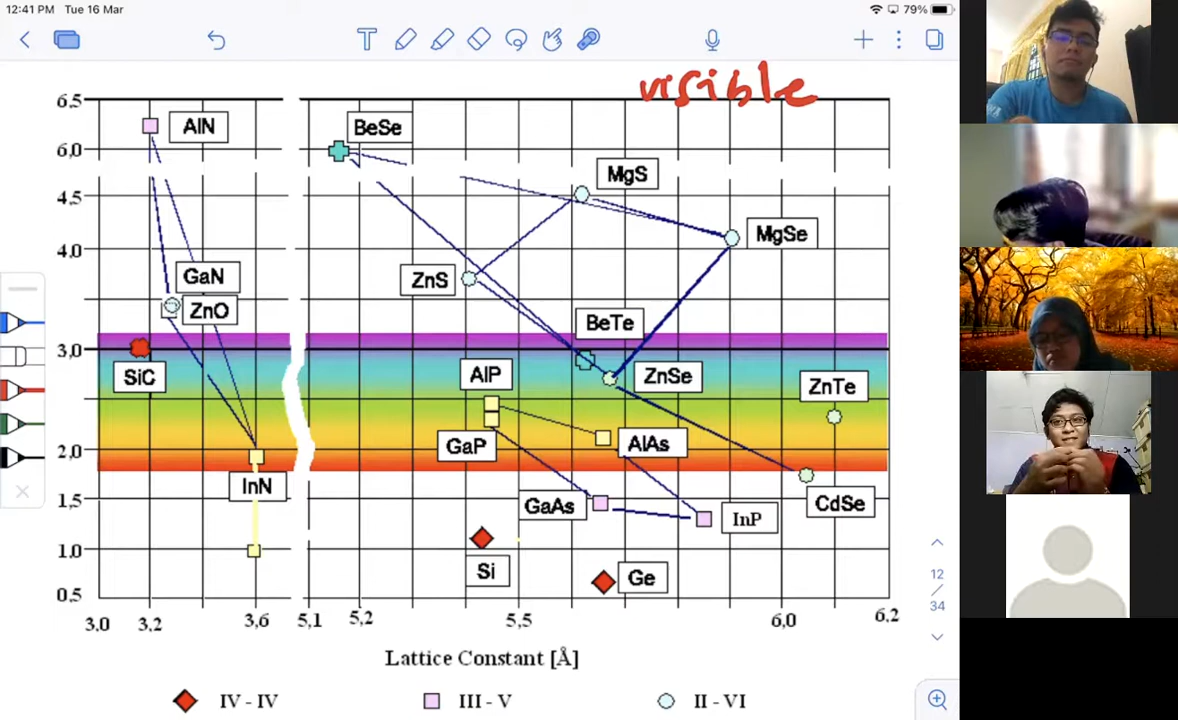 12:41 PM Tue 16 Mar
79%
visible
6.5
6,0
4.5
4,0
3,0
2,0
1,5
1,0
0.5
AlN
BeSe
MgS
MgSe
GaN
ZnS
ZnO
BeTe
SiC
AlP
ZnSe
ZnTe
GaP
AlAs
InN
GaAs
InP
CdSe
Si
Ge
3,0
3,2
3,6
5,1
5,2
5,5
6,0
6,2
12
/
34
Lattice Constant [Å]
IV - IV
III - V
II - VI